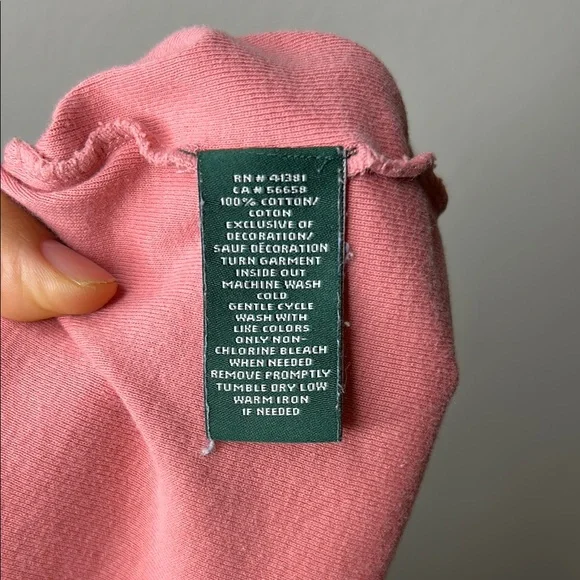 RN # 41381
CA # 56658
100% COTTON/
COTON
EXCLUSIVE OF
DECORATION/
SAUF DÉCORATION
TURN GARMENT
INSIDE OUT
MACHINE WASH
COLD
GENTLE CYCLE
WASH WITH
LIKE COLORS
ONLY NON-
CHLORINE BLEACH
WHEN NEEDED
REMOVE PROMPTLY
TUMBLE DRY LOW
WARM IRON
IF NEEDED